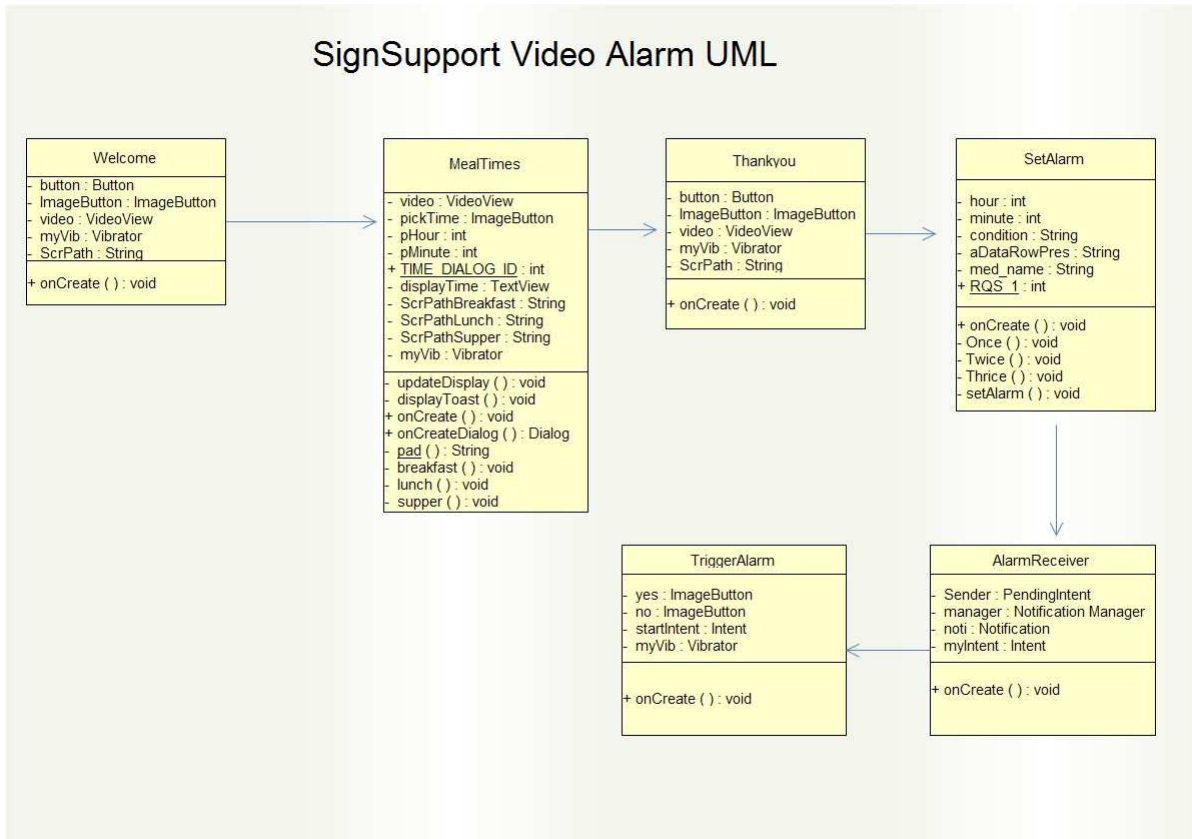 SignSupport Video Alarm UML
Welcome
- button : Button
- ImageButton : ImageButton
- video : VideoView
- myVib : Vibrator
- ScrPath : String
+ onCreate ( ) : void
MealTimes
- video : VideoView
- pickTime : ImageButton
- pHour : int
- pMinute : int
+ TIME_DIALOG_ID : int
- displayTime : TextView
- ScrPathBreakfast : String
- ScrPathLunch : String
- ScrPathSupper : String
- myVib : Vibrator
- updateDisplay ( ) : void
- displayToast ( ) : void
+ onCreate ( ) : void
+ onCreateDialog ( ) : Dialog
- pad ( ) : String
- breakfast ( ) : void
- lunch ( ) : void
- supper ( ) : void
Thankyou
- button : Button
- ImageButton : ImageButton
- video : VideoView
- myVib : Vibrator
- ScrPath : String
+ onCreate ( ) : void
SetAlarm
- hour : int
- minute : int
- condition : String
- aDataRowPres : String
- med_name : String
+ RQS_1 : int
+ onCreate ( ) : void
- Once ( ) : void
- Twice ( ) : void
- Thrice ( ) : void
- setAlarm ( ) : void
TriggerAlarm
- yes : ImageButton
- no : ImageButton
- startIntent : Intent
- myVib : Vibrator
+ onCreate ( ) : void
AlarmReceiver
- Sender : PendingIntent
- manager : Notification Manager
- noti : Notification
- myIntent : Intent
+ onCreate ( ) : void